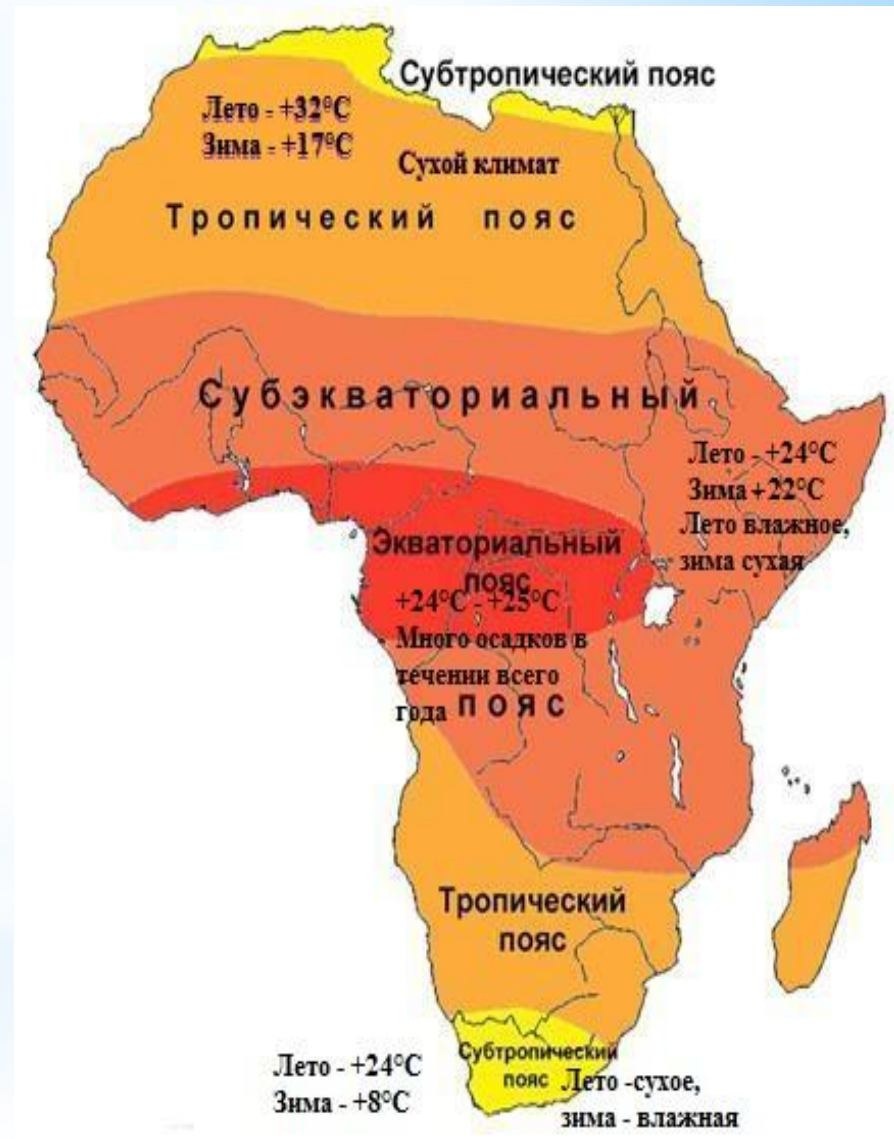 Субтропический пояс
Лето - +32°С
Зима - +17°С
Сухой климат
Тропический пояс
Субэкваториальный
Лето - +24°С
Зима +22°С
Лето влажное,
зима сухая
Экваториальный
пояс
+24°С - +25°С
Много осадков в
течении всего
года
пояс
Тропический
пояс
Субтропический
пояс
Лето - +24°С
Зима - +8°С
Лето -сухое,
зима - влажная